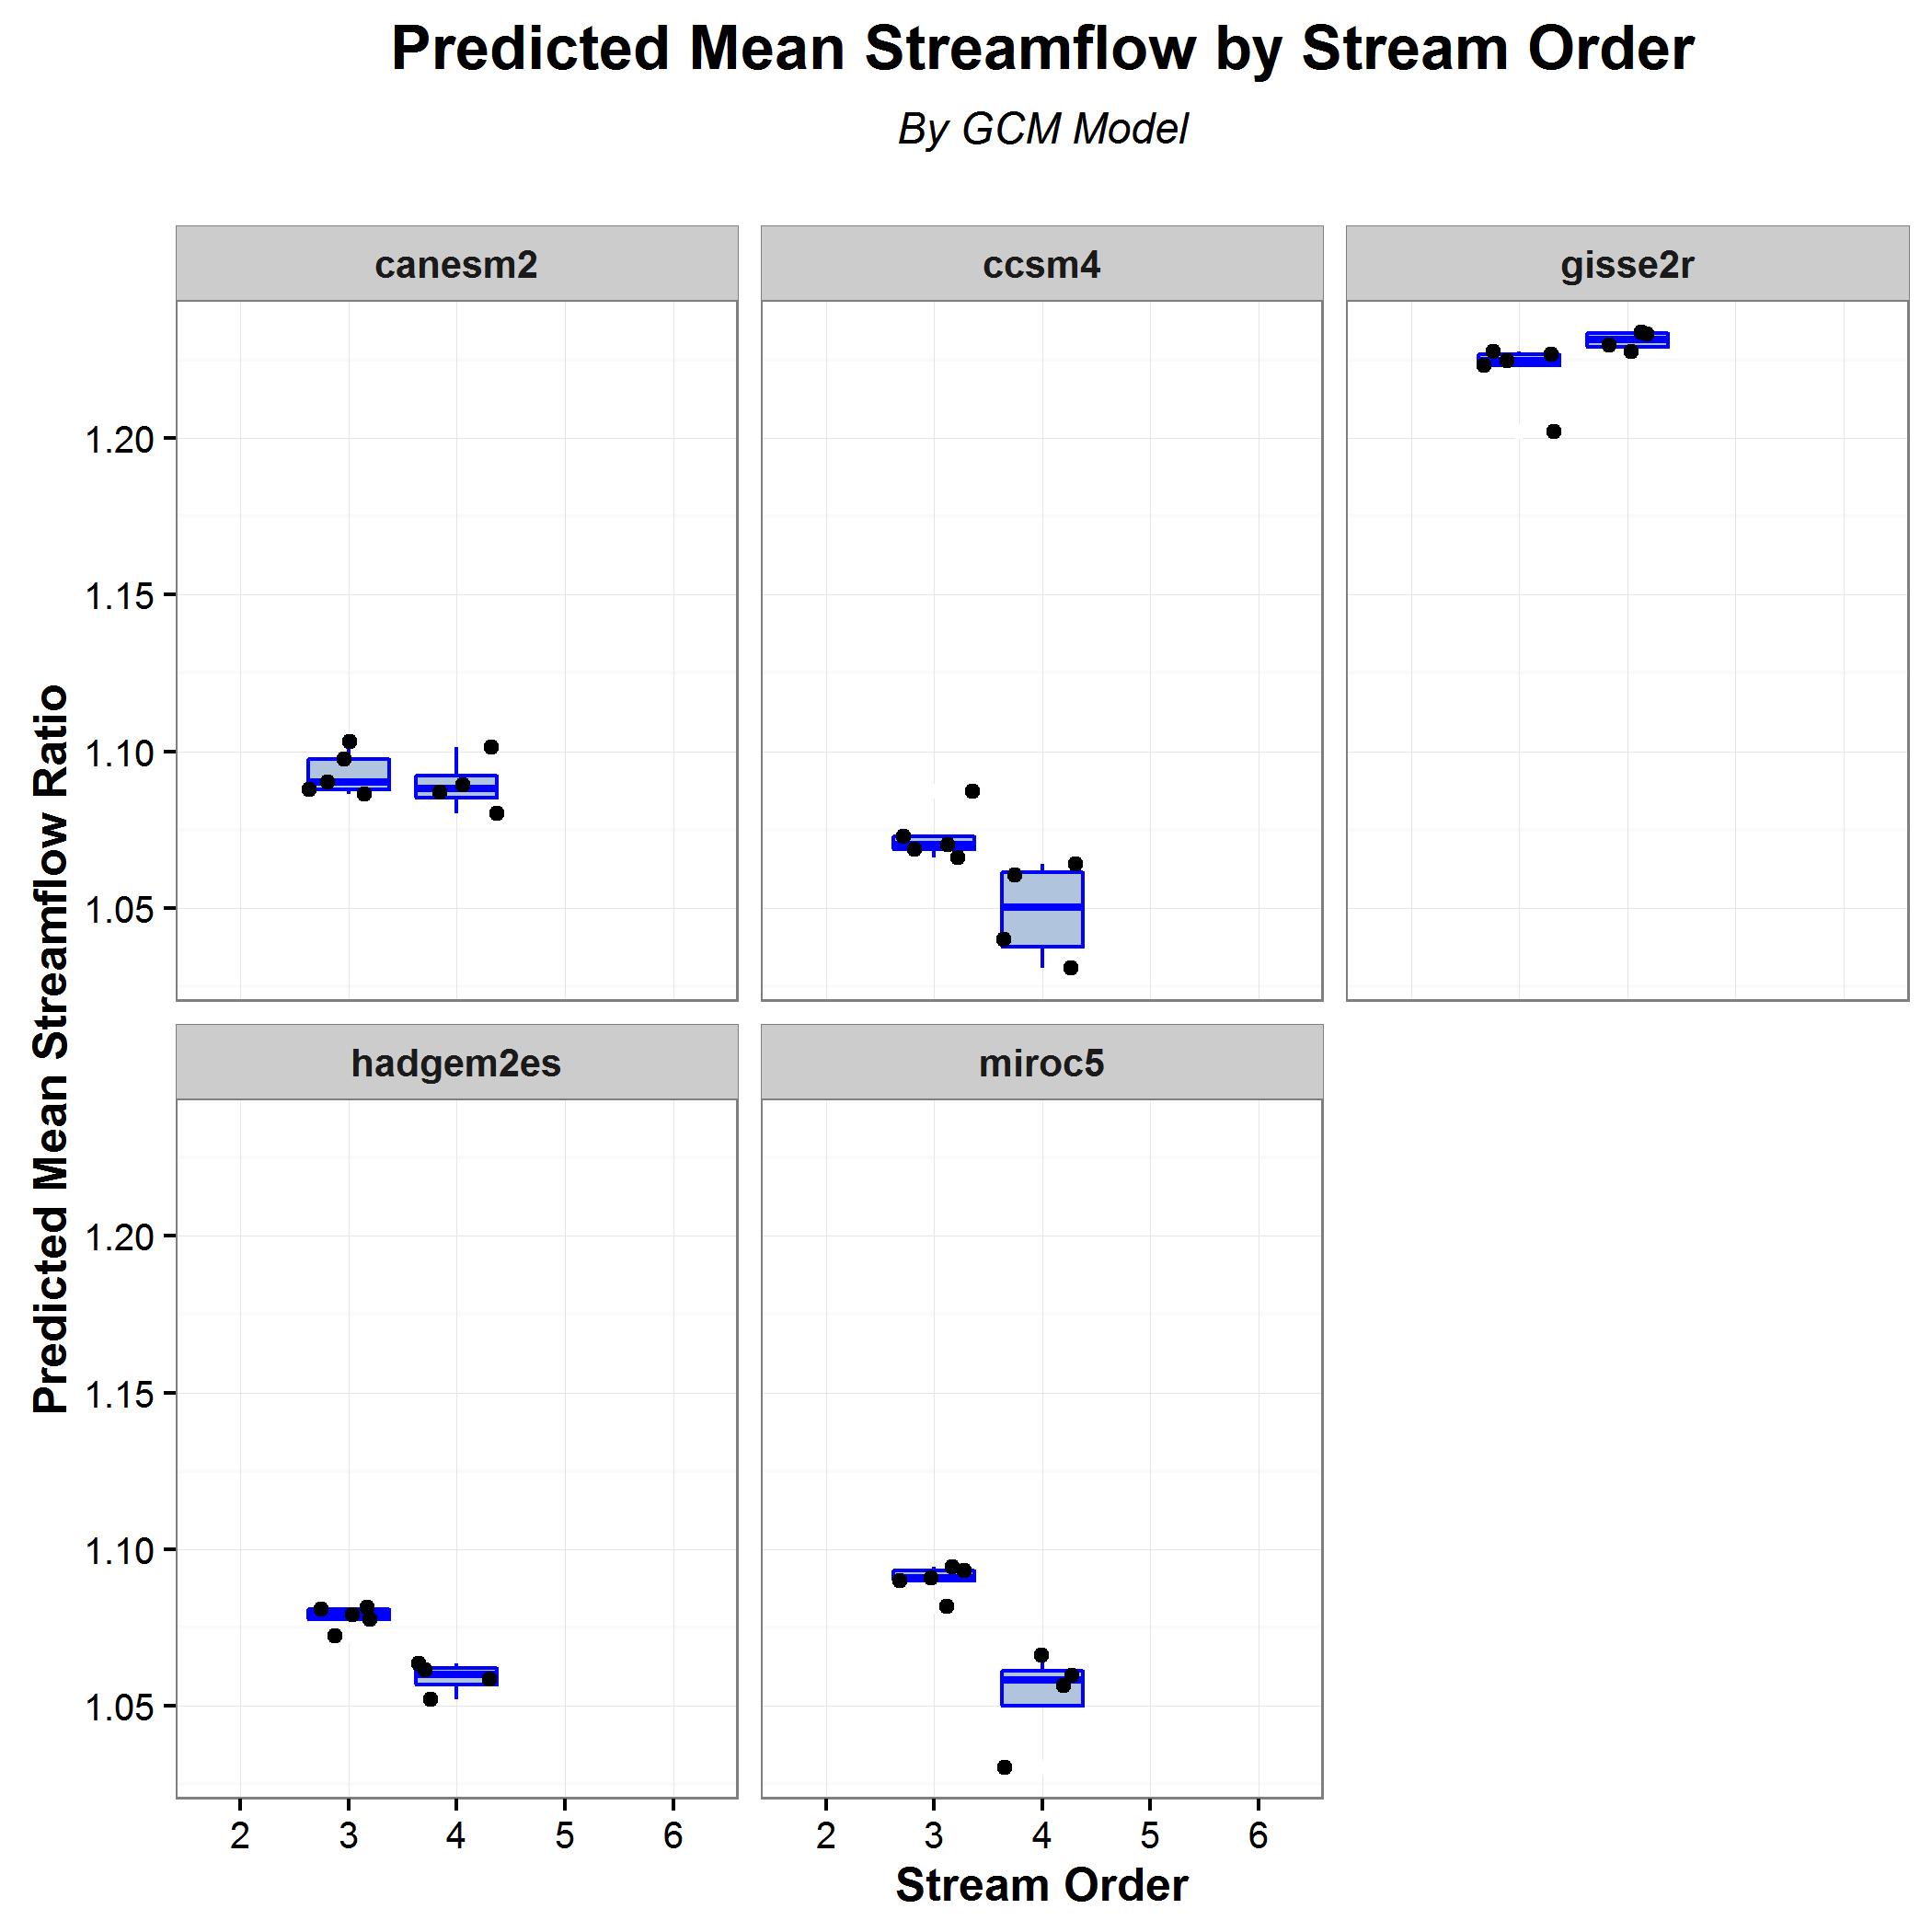 Predicted Mean Streamflow by Stream Order
By GCM Model
canesm2
ccsm4
gisse2r
1.20
1.15
1.10
1.05
Predicted Mean Streamflow Ratio
hadgem2es
miroc5
1.20
1.15
1.10
1.05
2 3 4 5 6
2 3 4 5 6
Stream Order